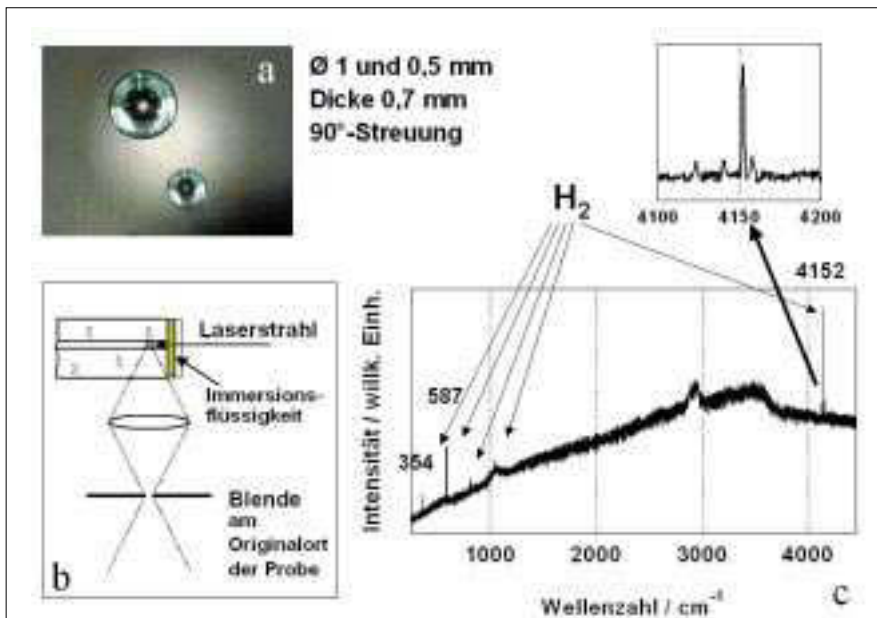 a
Ø 1 und 0,5 mm
Dicke 0,7 mm
90°-Streuung
4100 4150 4200
H₂
4152
587
354
Intensität / willk. Einh.
1000 2000 3000 4000
Wellenzahl / cm⁻¹
c
Laserstrahl
Immersions-
flüssigkeit
Blende
am
Originalort
der Probe
b